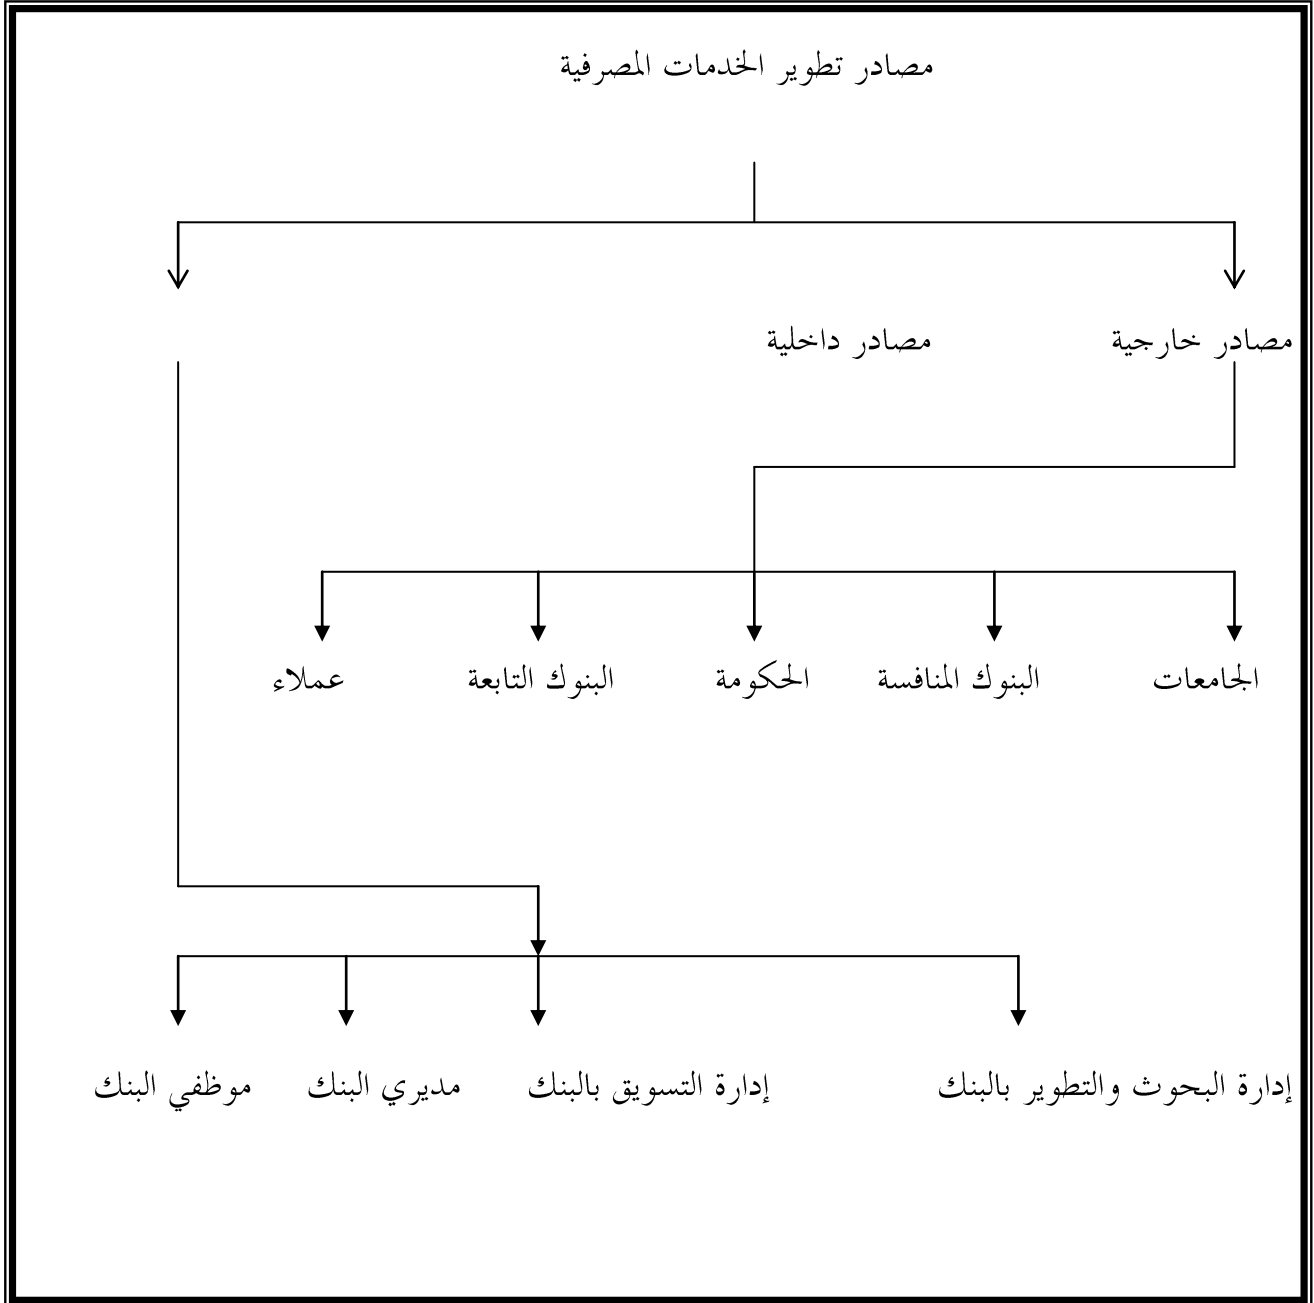 مصادر تطوير الخدمات المصرفية
مصادر خارجية مصادر داخلية
الجامعات البنوك المنافسة الحكومة البنوك التابعة عملاء
إدارة البحوث والتطوير بالبنك إدارة التسويق بالبنك مديري البنك موظفي البنك